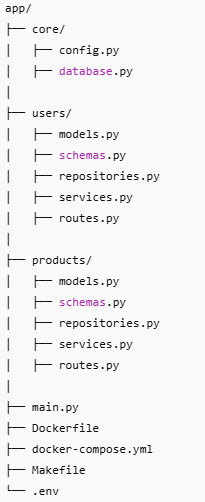 app/
├── core/
│   ├── config.py
│   ├── database.py
│
├── users/
│   ├── models.py
│   ├── schemas.py
│   ├── repositories.py
│   ├── services.py
│   ├── routes.py
│
├── products/
│   ├── models.py
│   ├── schemas.py
│   ├── repositories.py
│   ├── services.py
│   ├── routes.py
│
├── main.py
├── Dockerfile
├── docker-compose.yml
├── Makefile
└── .env